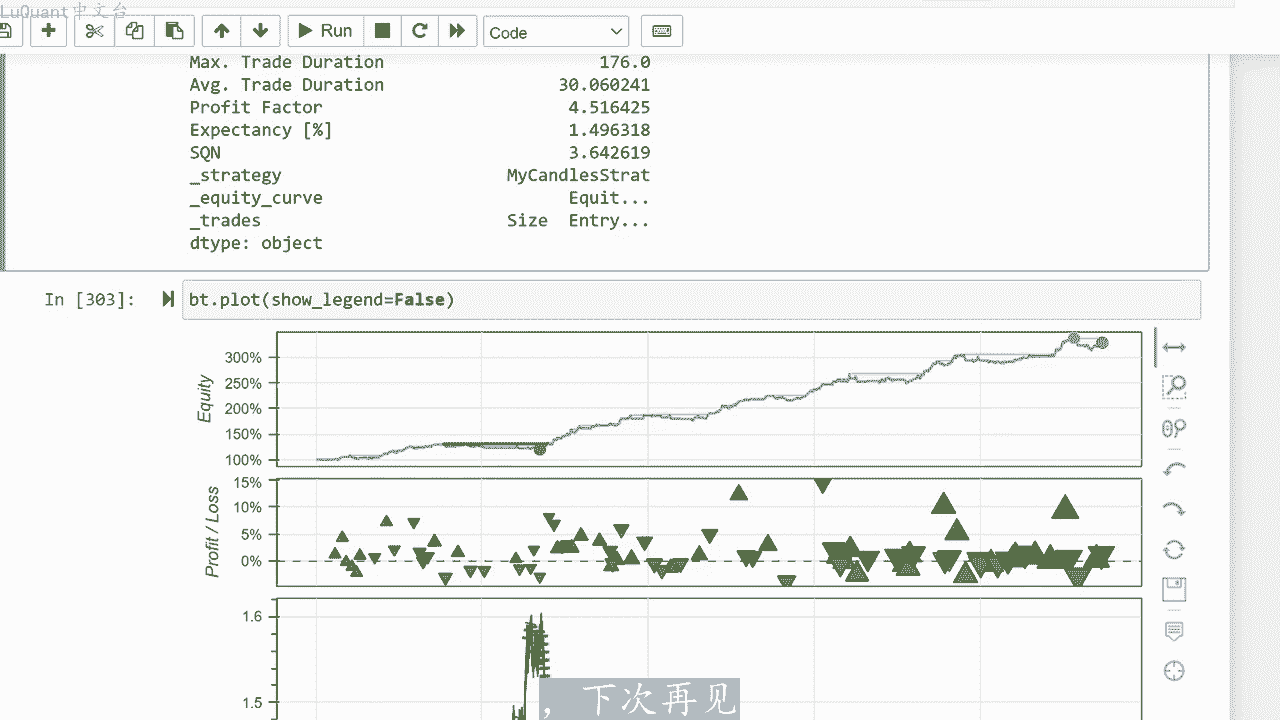 LuQuant中文台
Run
Code
Max. Trade Duration 176.0
Avg. Trade Duration 30.060241
Profit Factor 4.516425
Expectancy [%] 1.496318
SQN 3.642619
_strategy MyCandlesStrat
_equity_curve Equit...
_trades Size Entry...
dtype: object
In [303]: bt.plot(show_legend=False)
300%
250%
200%
150%
100%
Equity
15%
10%
5%
0%
Profit / Loss
1.6
1.5
，下次再见